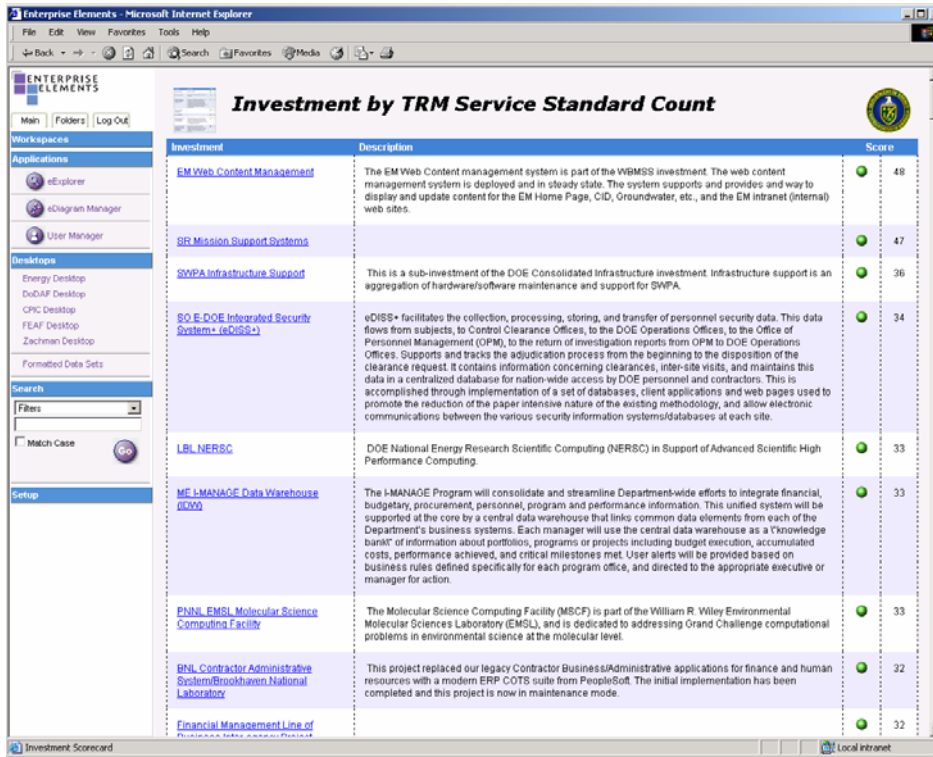 Enterprise Elements - Microsoft Internet Explorer
File Edit View Favorites Tools Help
Back Search Favorites Media
ENTERPRISE
ELEMENTS
Main Folders Log Out
Workspaces
Applications
eExplorer
eDiagram Manager
User Manager
Desktops
Energy Desktop
DoDAF Desktop
CPIC Desktop
FEAF Desktop
Zachman Desktop
Formatted Data Sets
Search
Filters
Match Case
Go
Setup
Investment by TRM Service Standard Count
Investment Description Score
EM Web Content Management
The EM Web Content management system is part of the WBMSS investment. The web content
management system is deployed and in steady state. The system supports and provides and way to
display and update content for the EM Home Page, CID, Groundwater, etc., and the EM intranet (internal)
web sites.
48
SR Mission Support Systems
47
SWPA Infrastructure Support
This is a sub-investment of the DOE Consolidated Infrastructure investment. Infrastructure support is an
aggregation of hardware/software maintenance and support for SWPA.
36
SO E-DOE Integrated Security
System+ (eDISS+)
eDISS+ facilitates the collection, processing, storing, and transfer of personnel security data. This data
flows from subjects, to Control Clearance Offices, to the DOE Operations Offices, to the Office of
Personnel Management (OPM), to the return of investigation reports from OPM to DOE Operations
Offices. Supports and tracks the adjudication process from the beginning to the disposition of the
clearance request. It contains information concerning clearances, inter-site visits, and maintains this
data in a centralized database for nation-wide access by DOE personnel and contractors. This is
accomplished through implementation of a set of databases, client applications and web pages used to
promote the reduction of the paper intensive nature of the existing methodology, and allow electronic
communications between the various security information systems/databases at each site.
34
LBL NERSC
DOE National Energy Research Scientific Computing (NERSC) in Support of Advanced Scientific High
Performance Computing.
33
ME I-MANAGE Data Warehouse
(IDW)
The I-MANAGE Program will consolidate and streamline Department-wide efforts to integrate financial,
budgetary, procurement, personnel, program and performance information. This unified system will be
supported at the core by a central data warehouse that links common data elements from each of the
Department's business systems. Each manager will use the central data warehouse as a \"knowledge
bank\" of information about portfolios, programs or projects including budget execution, accumulated
costs, performance achieved, and critical milestones met. User alerts will be provided based on
business rules defined specifically for each program office, and directed to the appropriate executive or
manager for action.
33
PNNL EMSL Molecular Science
Computing Facility
The Molecular Science Computing Facility (MSCF) is part of the William R. Wiley Environmental
Molecular Sciences Laboratory (EMSL), and is dedicated to addressing Grand Challenge computational
problems in environmental science at the molecular level.
33
BNL Contractor Administrative
System/Brookhaven National
Laboratory
This project replaced our legacy Contractor Business/Administrative applications for finance and human
resources with a modern ERP COTS suite from PeopleSoft. The initial implementation has been
completed and this project is now in maintenance mode.
32
Financial Management Line of
Business Inter-agency Project
32
Investment Scorecard
Local intranet